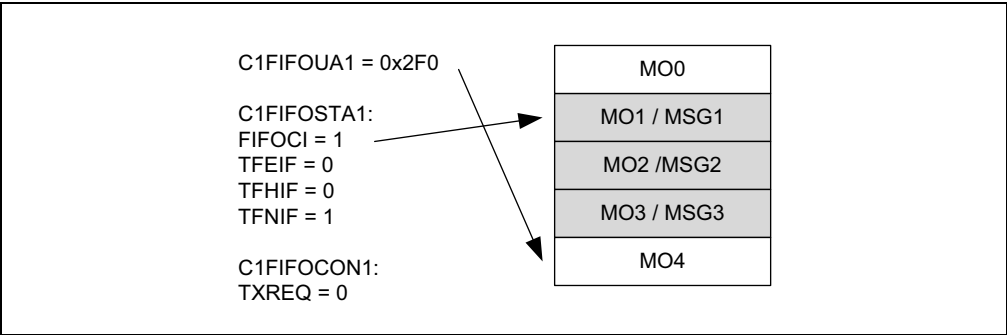 C1FIFOUA1 = 0x2F0
C1FIFOSTA1:
FIFOCI = 1
TFEIF = 0
TFHIF = 0
TFNIF = 1
C1FIFOCON1:
TXREQ = 0
MO0
MO1 / MSG1
MO2 /MSG2
MO3 / MSG3
MO4